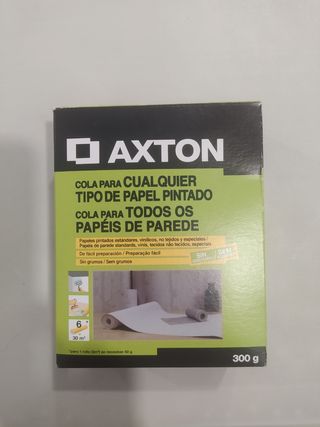 AXTON
COLA PARA CUALQUIER
TIPO DE PAPEL PINTADO
COLA PARA TODOS OS
PAPÉIS DE PAREDE
Papeles pintados estándares, vinílicos, no tejidos y especiales /
Papéis de parede standards, vinis, tecidos não tecidos, especiais
De fácil preparación / Preparação fácil
Sin grumos / Sem grumos
SIN
SEM
6
30 m²
300 g